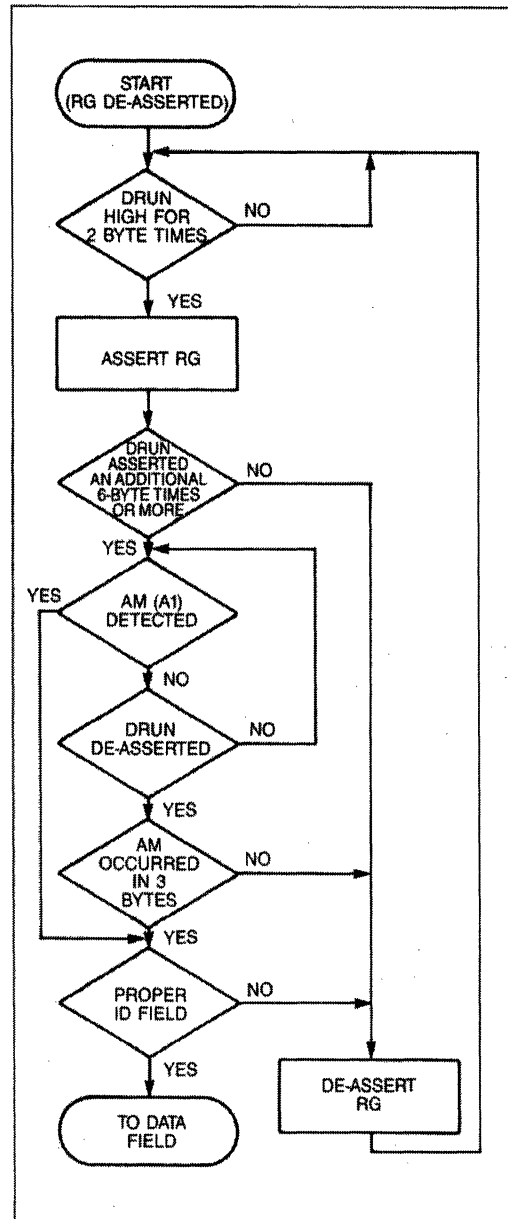 START
(RG DE-ASSERTED)
DRUN
HIGH FOR
2 BYTE TIMES
NO
YES
ASSERT RG
DRUN
ASSERTED
AN ADDITIONAL
6-BYTE TIMES
OR MORE
NO
YES
YES
AM (A1)
DETECTED
NO
DRUN
DE-ASSERTED
NO
YES
AM
OCCURRED
IN 3
BYTES
NO
YES
PROPER
ID FIELD
NO
YES
DE-ASSERT
RG
TO DATA
FIELD